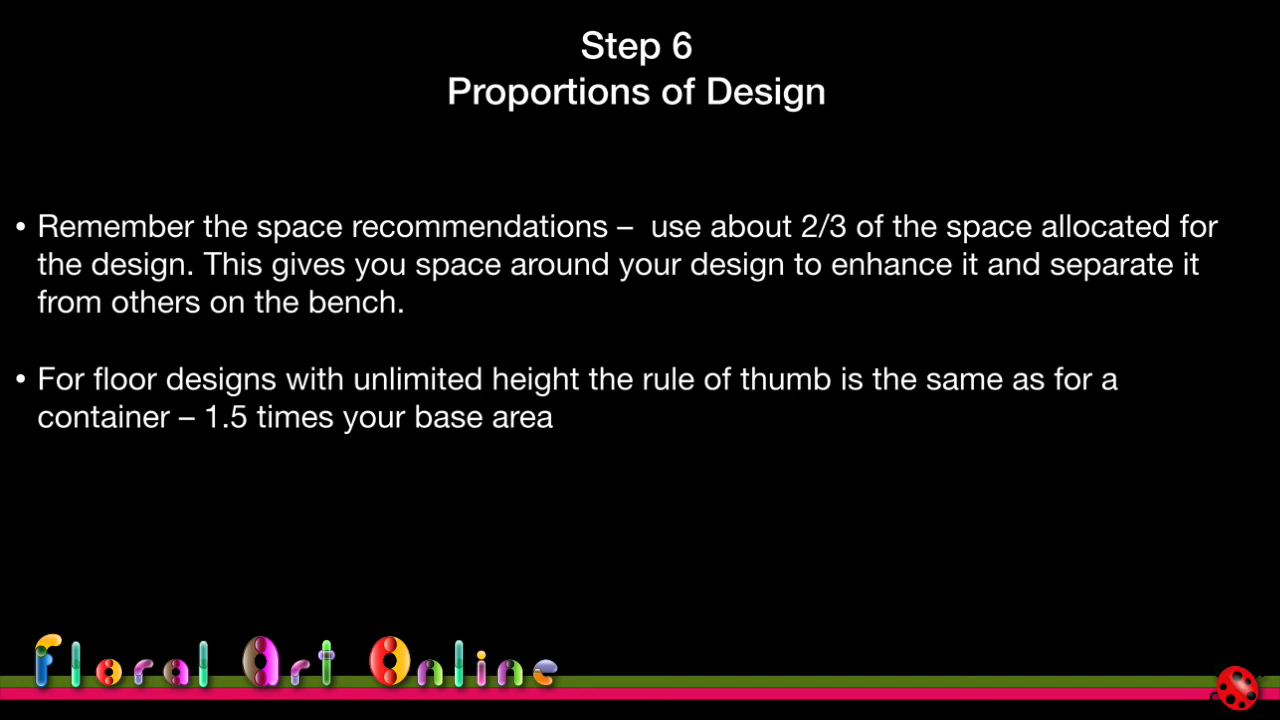 Step 6
Proportions of Design
• Remember the space recommendations –  use about 2/3 of the space allocated for
the design. This gives you space around your design to enhance it and separate it
from others on the bench.
• For floor designs with unlimited height the rule of thumb is the same as for a
container – 1.5 times your base area
Floral Art Online